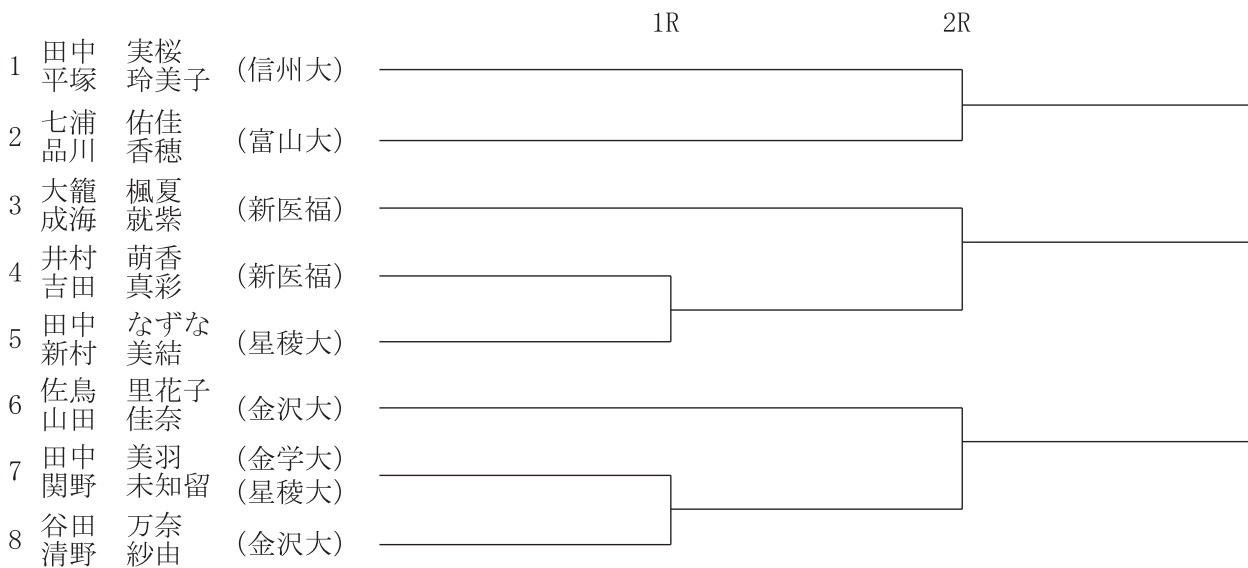 1R 2R
1 田中 実桜 (信州大)
平塚 玲美子
2 七浦 佑佳 (富山大)
品川 香穂
3 大籠 楓夏 (新医福)
成海 就紫
4 井村 萌香 (新医福)
吉田 真彩
5 田中 なずな (星稜大)
新村 美結
6 佐鳥 里花子 (金沢大)
山田 佳奈
7 田中 美羽 (金学大)
関野 未知留 (星稜大)
8 谷田 万奈 (金沢大)
清野 紗由